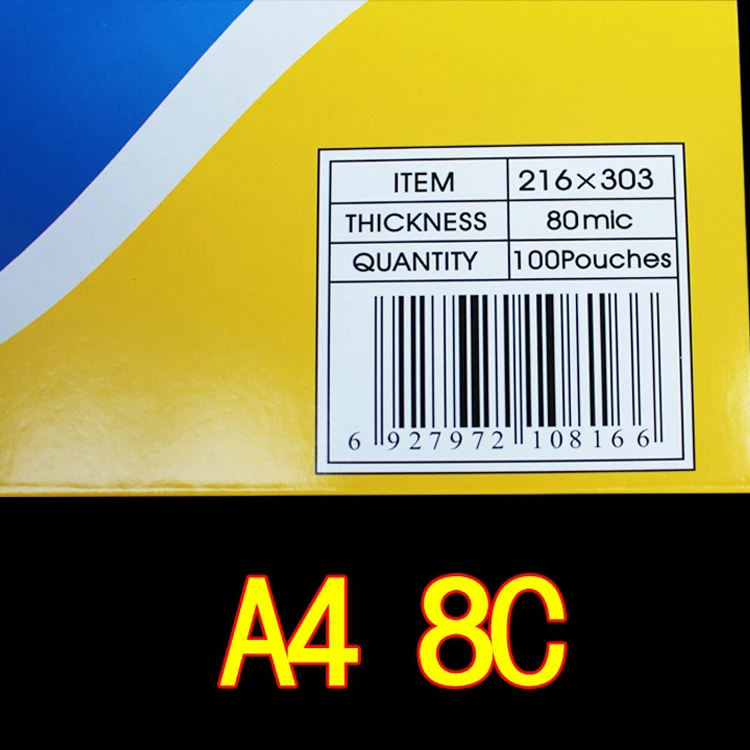 ITEM 216×303
THICKNESS 80mic
QUANTITY 100Pouches
6 927972 108166
A4 8C